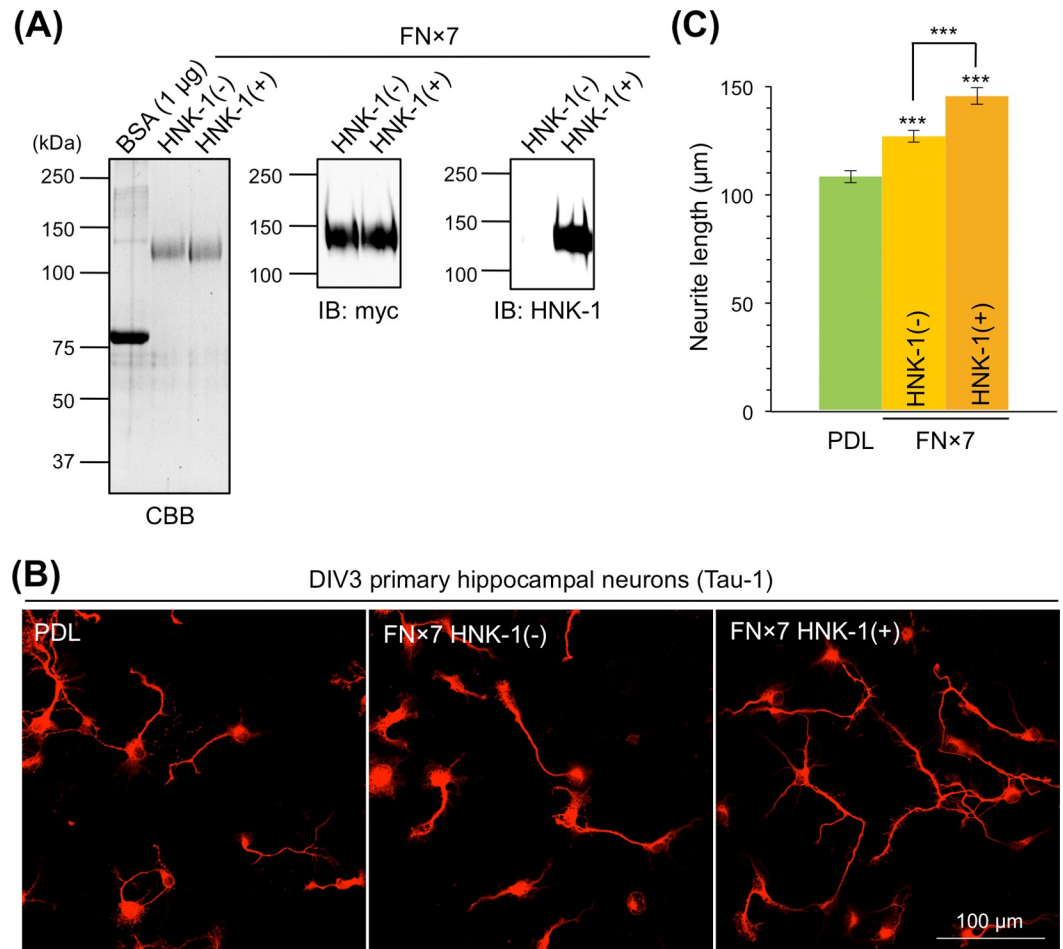 (A)
FN×7
(kDa)
BSA (1 µg)
HNK-1(-)
HNK-1(+)
250
150
100
75
50
37
CBB
HNK-1(-)
HNK-1(+)
250
150
100
IB: myc
HNK-1(-)
HNK-1(+)
250
150
100
IB: HNK-1
(C)
***
***
***
Neurite length (µm)
150
100
50
0
HNK-1(-)
HNK-1(+)
PDL
FN×7
(B)
DIV3 primary hippocampal neurons (Tau-1)
PDL
FN×7 HNK-1(-)
FN×7 HNK-1(+)
100 µm